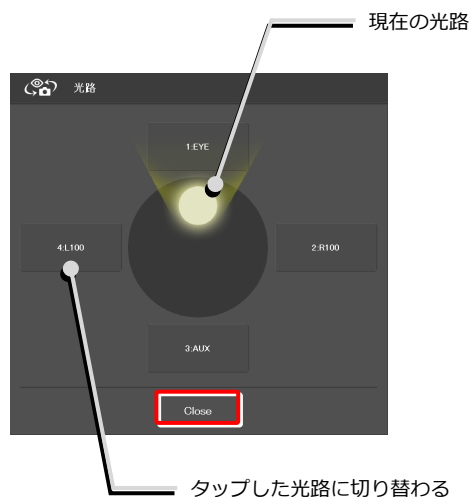 現在の光路
光路
1:EYE
4:L100
2:R100
3:AUX
Close
タップした光路に切り替わる